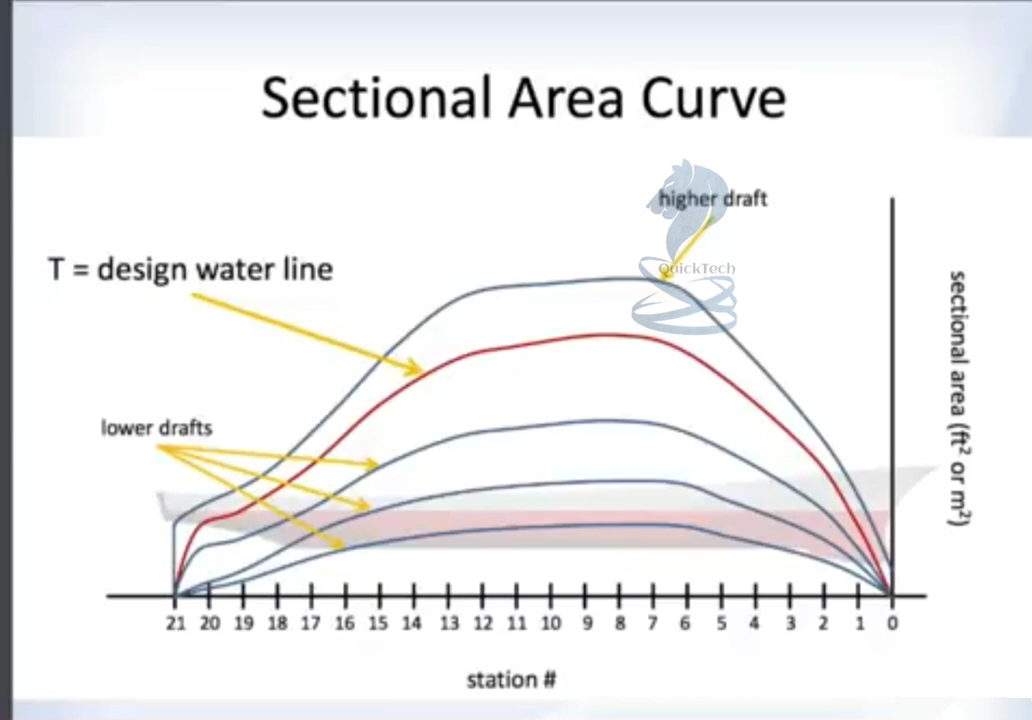 Sectional Area Curve
higher draft
QuickTech
T = design water line
lower drafts
sectional area (ft² or m²)
21 20 19 18 17 16 15 14 13 12 11 10 9 8 7 6 5 4 3 2 1 0
station #